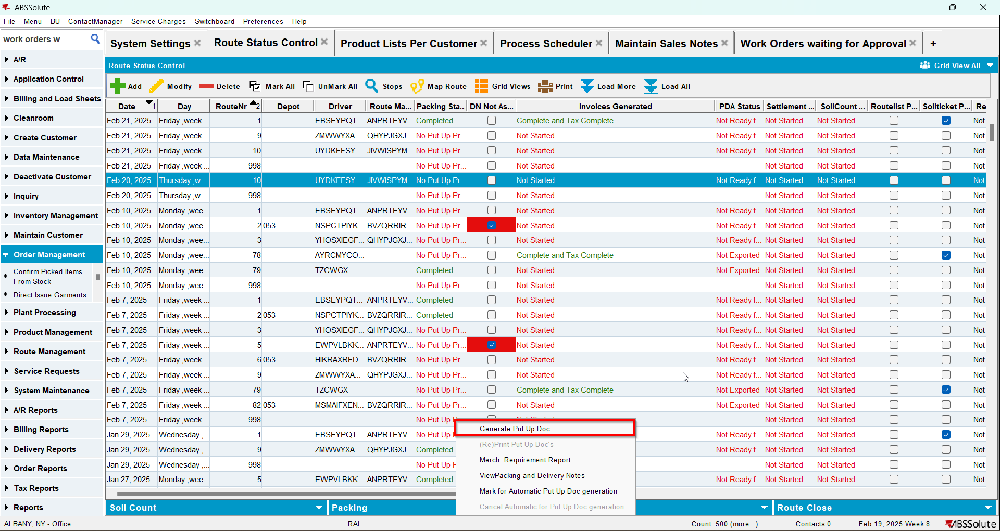 ABSSolute
File Menu BU ContactManager Service Charges Switchboard Preferences Help
work orders w
System Settings Route Status Control Product Lists Per Customer Process Scheduler Maintain Sales Notes Work Orders waiting for Approval +
Route Status Control Grid View All
Add Modify Delete Mark All UnMark All Stops Map Route Grid Views Print Load More Load All
A/R
Application Control
Billing and Load Sheets
Cleanroom
Create Customer
Data Maintenance
Deactivate Customer
Inquiry
Inventory Management
Maintain Customer
Order Management
Confirm Picked Items
From Stock
Direct Issue Garments
Plant Processing
Product Management
Route Management
Service Requests
System Maintenance
A/R Reports
Billing Reports
Delivery Reports
Order Reports
Tax Reports
Reports
Date 1 Day RouteNr 2 Depot Driver Route Ma... Packing Sta... DN Not As... Invoices Generated PDA Status Settlement ... SoilCount ... Routelist P... Soilticket P... Re
Feb 21, 2025 Friday ,week ... 1 EBSEYPQT... ANPRTEYV... Completed Complete and Tax Complete Not Ready f... Not Started Not Started Not
Feb 21, 2025 Friday ,week ... 9 ZMWWYXA... QHYPJGXJ... No Put Up Pr... Not Started Not Ready f... Not Started Not Started Not
Feb 21, 2025 Friday ,week ... 10 UYDKFFSY... JIVWISPYM... No Put Up Pr... Not Started Not Ready f... Not Started Not Started Not
Feb 21, 2025 Friday ,week ... 998 No Put Up Pr... Not Started Not Started Not Started Not
Feb 20, 2025 Thursday ,w... 10 UYDKFFSY... JIVWISPYM... No Put Up Pr... Not Started Not Ready f... Not Started Not Started Not
Feb 20, 2025 Thursday ,w... 998 No Put Up Pr... Not Started Not Started Not Started Not
Feb 10, 2025 Monday ,wee... 1 EBSEYPQT... ANPRTEYV... No Put Up Pr... Not Started Not Ready f... Not Started Not Started Not
Feb 10, 2025 Monday ,wee... 2 053 NSPCTPIYK... BVZQRRIR... No Put Up Pr... Not Started Not Ready f... Not Started Not Started Not
Feb 10, 2025 Monday ,wee... 3 YHOSXIEGF... QHYPJGXJ... No Put Up Pr... Not Started Not Ready f... Not Started Not Started Not
Feb 10, 2025 Monday ,wee... 78 AYRCMYCO... No Put Up Pr... Complete and Tax Complete Not Exported Not Started Not Started Not
Feb 10, 2025 Monday ,wee... 79 TZCWGX Completed Not Started Not Exported Not Started Not Started Not
Feb 10, 2025 Monday ,wee... 998 No Put Up Pr... Not Started Not Started Not Started Not
Feb 7, 2025 Friday ,week ... 1 EBSEYPQT... ANPRTEYV... Completed Not Started Not Ready f... Not Started Not Started Not
Feb 7, 2025 Friday ,week ... 2 053 NSPCTPIYK... BVZQRRIR... Completed Not Started Not Ready f... Not Started Not Started Not
Feb 7, 2025 Friday ,week ... 3 YHOSXIEGF... QHYPJGXJ... No Put Up Pr... Not Started Not Ready f... Not Started Not Started Not
Feb 7, 2025 Friday ,week ... 5 EWPVLBKK... ANPRTEYV... No Put Up Pr... Not Started Not Ready f... Not Started Not Started Not
Feb 7, 2025 Friday ,week ... 6 053 HIKRAXRFD... BVZQRRIR... No Put Up Pr... Not Started Not Ready f... Not Started Not Started Not
Feb 7, 2025 Friday ,week ... 9 ZMWWYXA... QHYPJGXJ... No Put Up Pr... Not Started Not Ready f... Not Started Not Started Not
Feb 7, 2025 Friday ,week ... 79 TZCWGX No Put Up Pr... Complete and Tax Complete Not Exported Not Started Not Started Not
Feb 7, 2025 Friday ,week ... 82 053 MSMAIFXEN... BVZQRRIR... No Put Up Pr... Not Started Not Exported Not Started Not Started Not
Feb 7, 2025 Friday ,week ... 998 No Put Up Not Started Not Started Not
Jan 29, 2025 Wednesday ,... 1 EBSEYPQT... ANPRTEYV... No Put Up Not Ready f... Not Started Not Started Not
Jan 29, 2025 Wednesday ,... 9 ZMWWYXA... QHYPJGXJ... Completed Not Ready f... Not Started Not Started Not
Jan 29, 2025 Wednesday ,... 998 No Put Up Not Started Not Started Not
Jan 27, 2025 Monday ,wee... 5 EWPVLBKK... ANPRTEYV... Completed Not Ready f... Not Started Not Started Not
Generate Put Up Doc
(Re)Print Put Up Doc's
Merch. Requirement Report
ViewPacking and Delivery Notes
Mark for Automatic Put Up Doc generation
Cancel Automatic for Put Up Doc generation
Soil Count Packing Route Close
ALBANY, NY - Office RAL Count: 500 (more...) Contacts 0 Feb 19, 2025 Week 8 ABSSolute